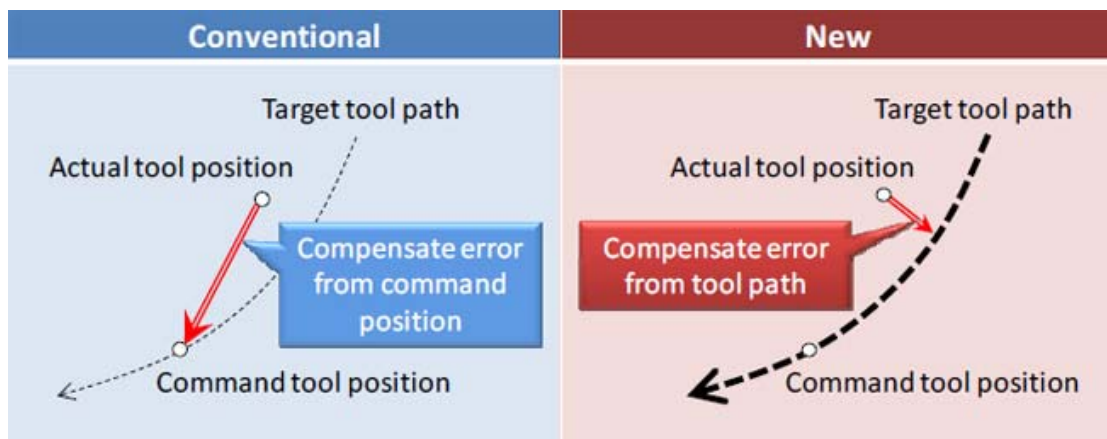 Conventional
New
Target tool path
Actual tool position
Compensate error
from command
position
Command tool position
Target tool path
Actual tool position
Compensate error
from tool path
Command tool position